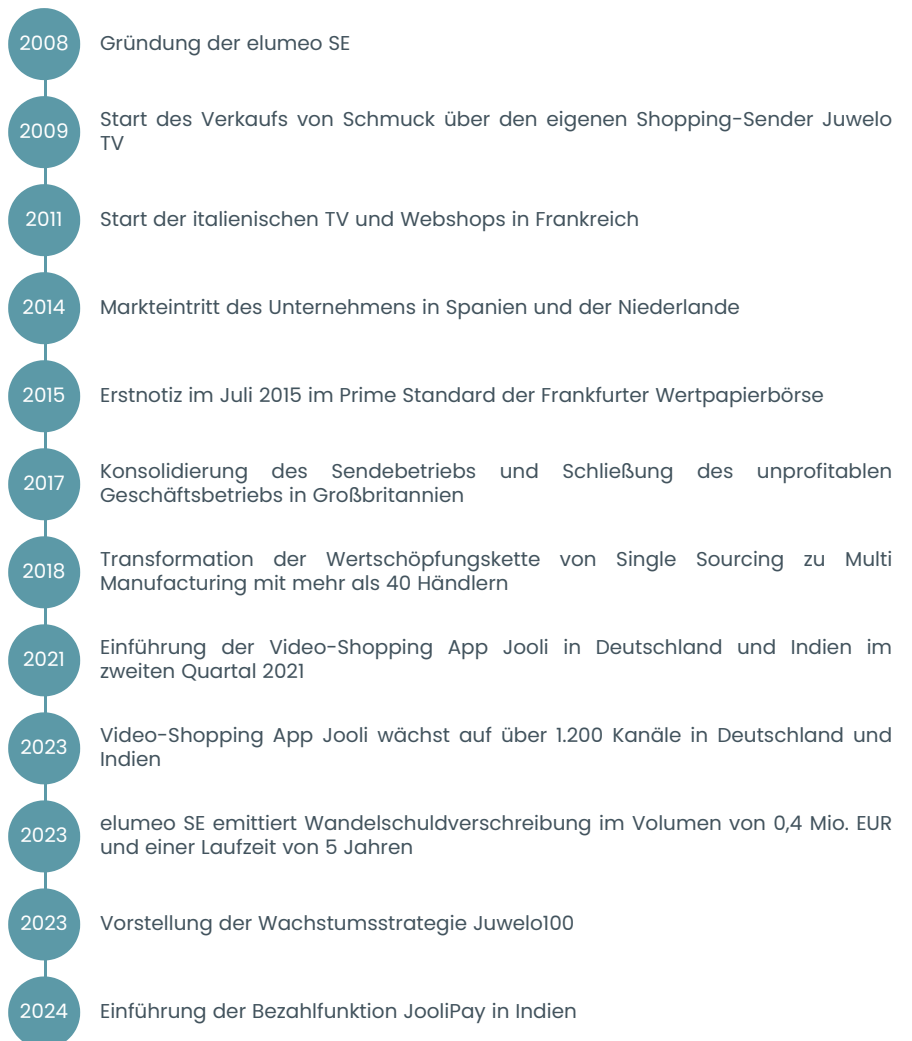 2008
Gründung der elumeo SE
2009
Start des Verkaufs von Schmuck über den eigenen Shopping-Sender Juwelo
TV
2011
Start der italienischen TV und Webshops in Frankreich
2014
Markteintritt des Unternehmens in Spanien und der Niederlande
2015
Erstnotiz im Juli 2015 im Prime Standard der Frankfurter Wertpapierbörse
2017
Konsolidierung des Sendebetriebs und Schließung des unprofitablen
Geschäftsbetriebs in Großbritannien
2018
Transformation der Wertschöpfungskette von Single Sourcing zu Multi
Manufacturing mit mehr als 40 Händlern
2021
Einführung der Video-Shopping App Jooli in Deutschland und Indien im
zweiten Quartal 2021
2023
Video-Shopping App Jooli wächst auf über 1.200 Kanäle in Deutschland und
Indien
2023
elumeo SE emittiert Wandelschuldverschreibung im Volumen von 0,4 Mio. EUR
und einer Laufzeit von 5 Jahren
2023
Vorstellung der Wachstumsstrategie Juwelo100
2024
Einführung der Bezahlfunktion JooliPay in Indien